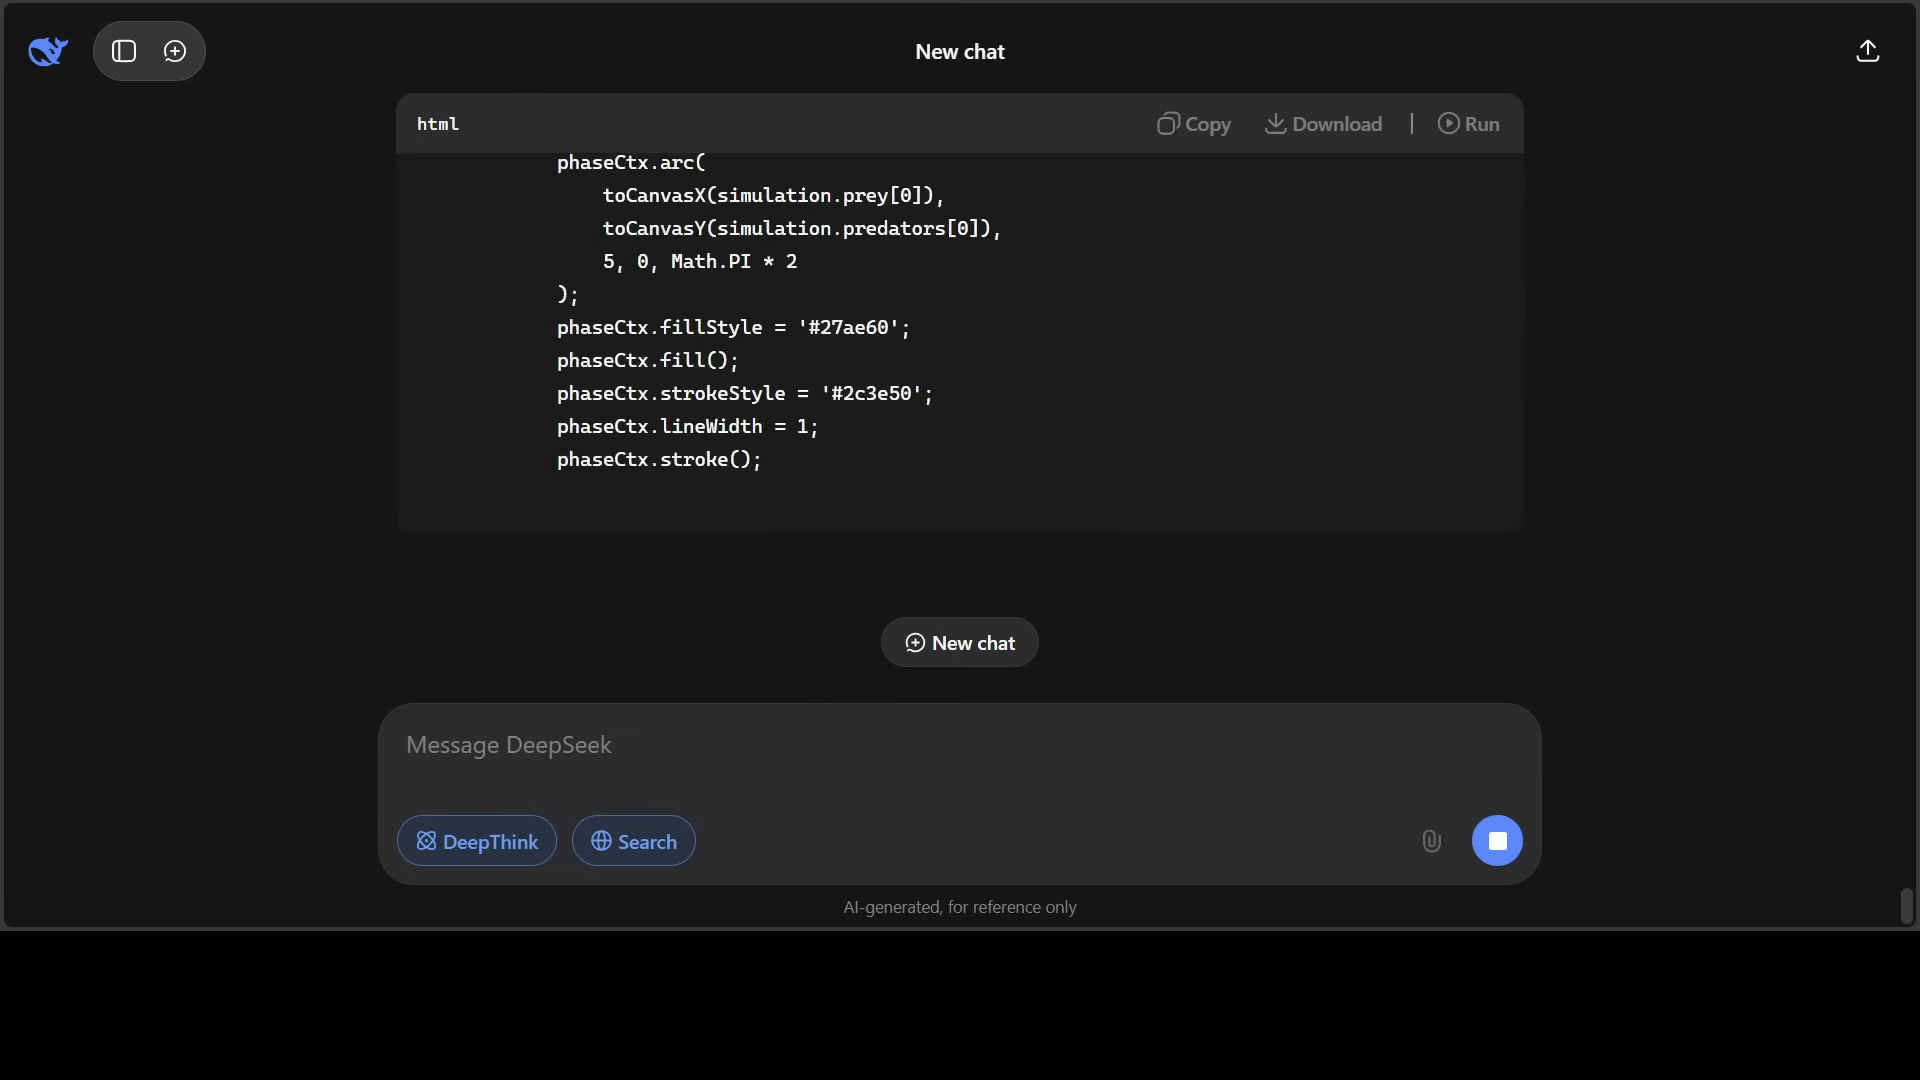 New chat
html
Copy
Download
|
Run
phaseCtx.arc(
toCanvasX(simulation.prey[0]),
toCanvasY(simulation.predators[0]),
5, 0, Math.PI * 2
);
phaseCtx.fillStyle = '#27ae60';
phaseCtx.fill();
phaseCtx.strokeStyle = '#2c3e50';
phaseCtx.lineWidth = 1;
phaseCtx.stroke();
New chat
Message DeepSeek
DeepThink
Search
AI-generated, for reference only